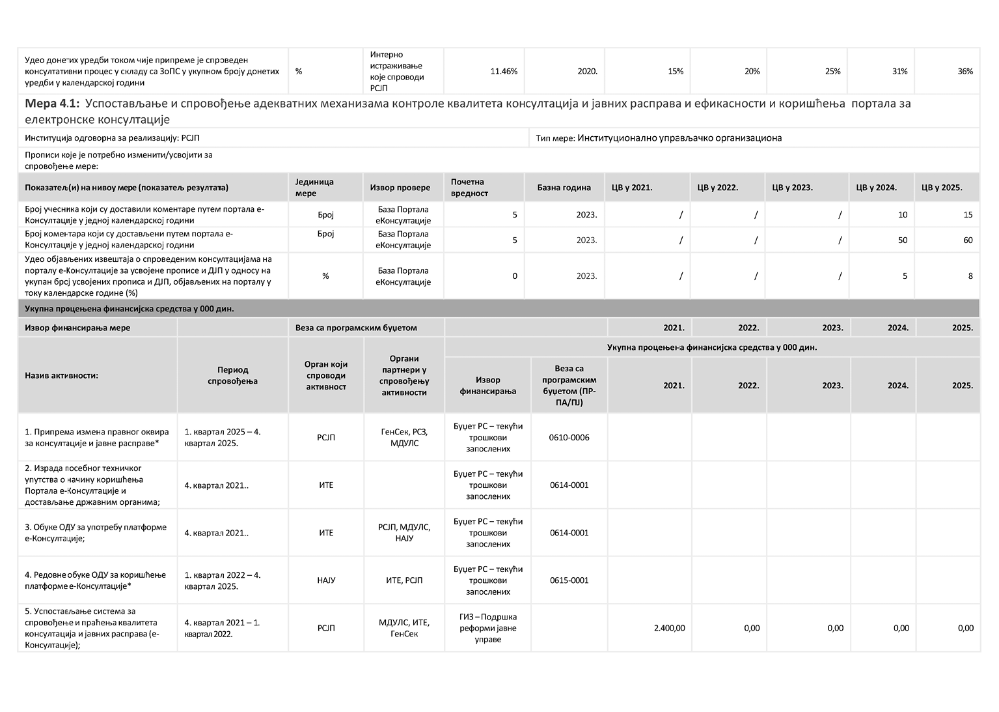 Удео донетих уредби током чије припреме је спроведен
консултативни процес у складу са ЗоПС у укупном броју донетих
уредби у календарској години
%
Интерно
истраживање
које спроводи
РСЈП
11.46%
2020.
15%
20%
25%
31%
36%
Мера 4.1: Успостављање и спровођење адекватних механизама контроле квалитета консултација и јавних расправа и ефикасности и коришћења портала за
електронске консултације
Институција одговорна за реализацију: РСЈП
Тип мере: Институционално управљачко организациона
Прописи које је потребно изменити/усвојити за
спровођење мере:
Показатељ(и) на нивоу мере (показатељ резултата)
Јединица
мере
Извор провере
Почетна
вредност
Базна година
ЦВ у 2021.
ЦВ у 2022.
ЦВ у 2023.
ЦВ у 2024.
ЦВ у 2025.
Број учесника који су доставили коментаре путем портала е-
Консултације у једној календарској години
Број
База Портала
еКонсултације
5
2023.
/
/
/
10
15
Број коментара који су достављени путем портала е-
Консултације у једној календарској години
Број
База Портала
еКонсултације
5
2023.
/
/
/
50
60
Удео објављених извештаја о спроведеним консултацијама на
порталу е-Консултације за усвојене прописе и ДЈП у односу на
укупан број усвојених прописа и ДЈП, објављених на порталу у
току календарске године (%)
%
База Портала
еКонсултације
0
2023.
/
/
/
5
8
Укупна процењена финансијска средства у 000 дин.
Извор финансирања мере
Веза са програмским буџетом
2021.
2022.
2023.
2024.
2025.
Назив активности:
Период
спровођења
Орган који
спроводи
активност
Органи
партнери у
спровођењу
активности
Укупна процењена финансијска средства у 000 дин.
Извор
финансирања
Веза са
програмским
буџетом (ПР-
ПА/ПЈ)
2021.
2022.
2023.
2024.
2025.
1. Припрема измена правног оквира
за консултације и јавне расправе*
1. квартал 2025 – 4.
квартал 2025.
РСЈП
ГенСек, РСЗ,
МДУЛС
Буџет РС – текући
трошкови
запослених
0610-0006
2. Израда посебног техничког
упутства о начину коришћења
Портала е-Консултације и
достављање државним органима;
4. квартал 2021..
ИТЕ
Буџет РС – текући
трошкови
запослених
0614-0001
3. Обуке ОДУ за употребу платформе
е-Консултације;
4. квартал 2021..
ИТЕ
РСЈП, МДУЛС,
НАЈУ
Буџет РС – текући
трошкови
запослених
0614-0001
4. Редовне обуке ОДУ за коришћење
платформе е-Консултације*
1. квартал 2022 – 4.
квартал 2025.
НАЈУ
ИТЕ, РСЈП
Буџет РС – текући
трошкови
запослених
0615-0001
5. Успостављање система за
спровођење и праћења квалитета
консултација и јавних расправа (е-
Консултације);
4. квартал 2021 – 1.
квартал 2022.
РСЈП
МДУЛС, ИТЕ,
ГенСек
ГИЗ – Подршка
реформи јавне
управе
2.400,00
0,00
0,00
0,00
0,00